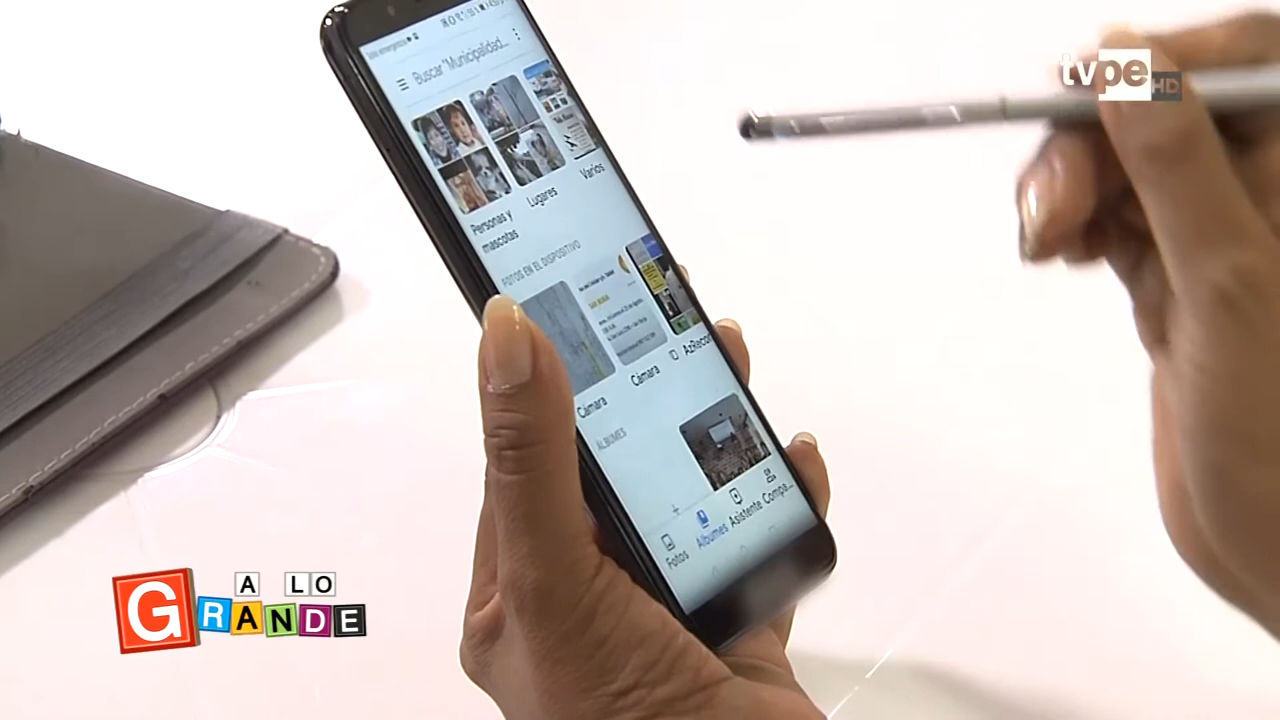 tvpe HD
Buscar "Municipalidad...
Personas y
mascotas
Lugares
Varios
FOTOS EN EL DISPOSITIVO
Cámara
Cámara
AzRecor
ÁLBUMES
Fotos
Álbumes
Asistente
Compa...
G
A LO
GRANDE